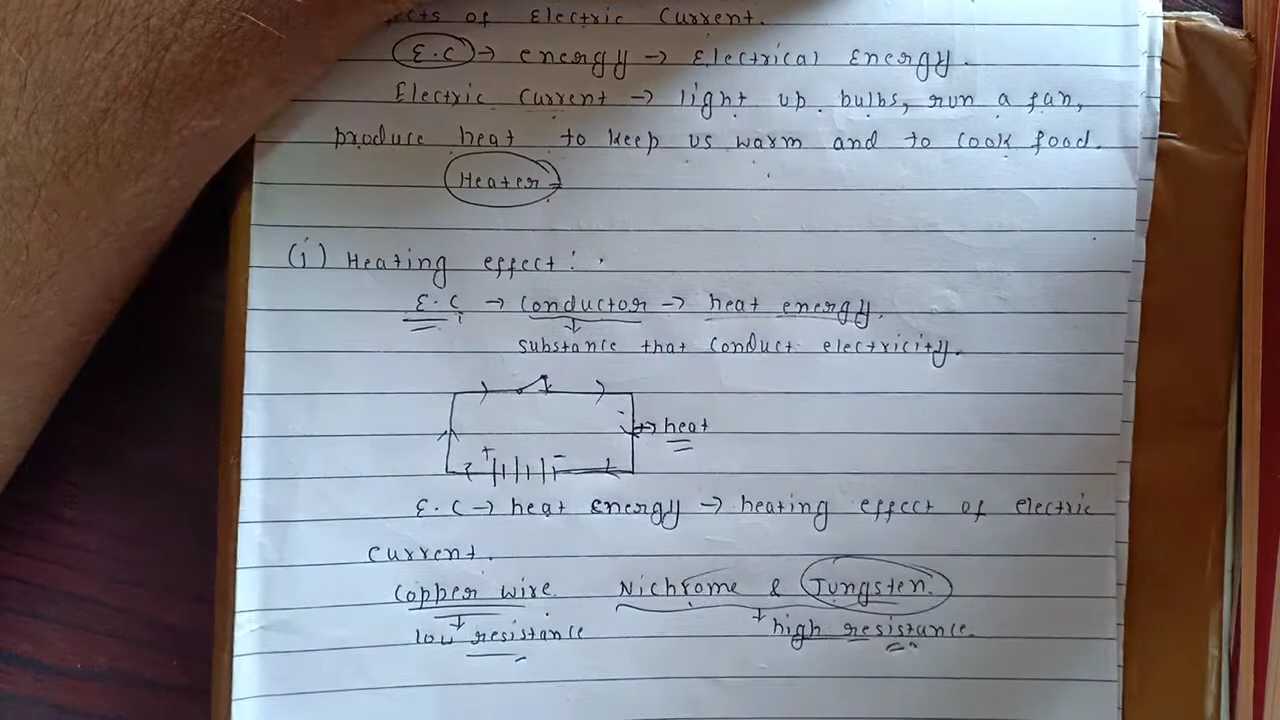 of Electric Current.
E.C → energy → Electrical Energy.
Electric Current → light up bulbs, run a fan,
produce heat to keep us warm and to cook food.
Heater
(i) Heating effect:
E.C → Conductor → heat energy.
substance that conduct electricity.
→ heat
+ -
E.C → heat energy → heating effect of electric
current.
Copper wire Nichrome & Tungsten.
low resistance high resistance.